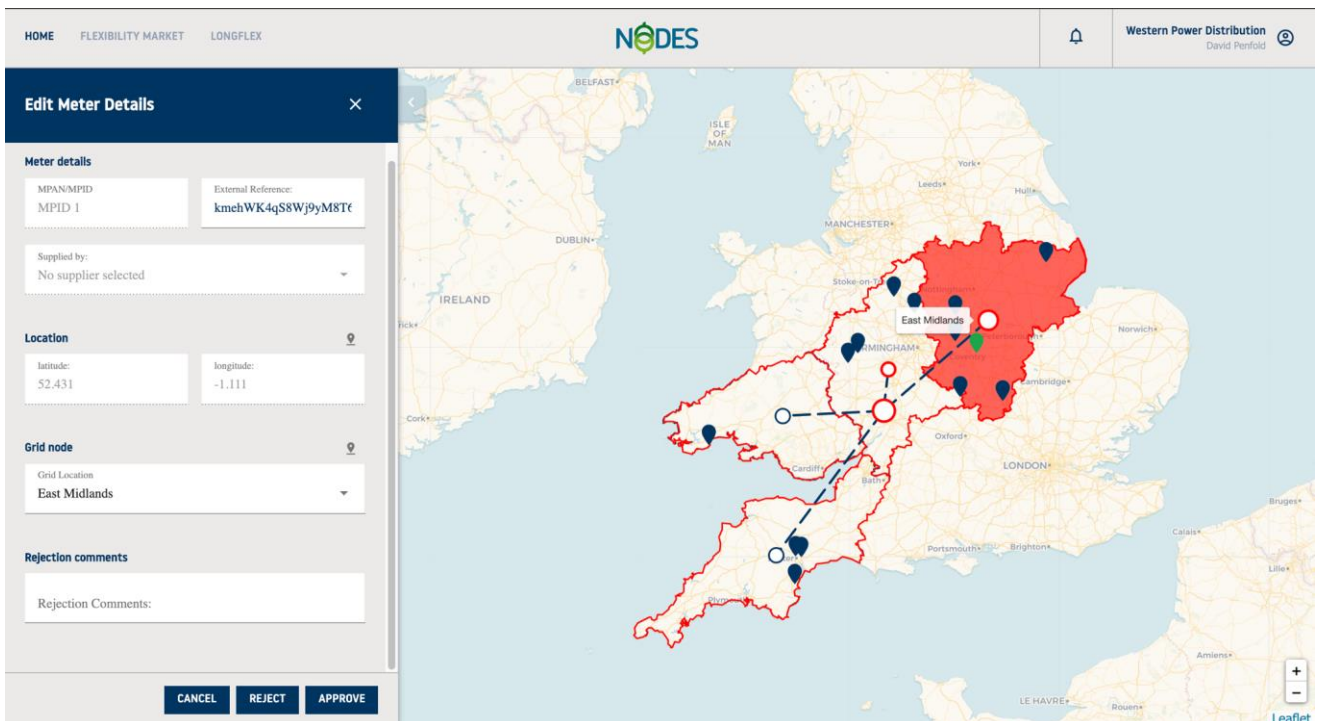 HOME FLEXIBILITY MARKET LONGFLEX
NODES
Western Power Distribution
David Penfold
Edit Meter Details
Meter details
MPAN/MPID
MPID 1
External Reference:
kmehWK4qS8Wj9yM8T6
Supplied by:
No supplier selected
Location
latitude:
52.431
longitude:
-1.111
Grid node
Grid Location
East Midlands
Rejection comments
Rejection Comments:
CANCEL REJECT APPROVE
BELFAST
ISLE
OF
MAN
York
Leeds
Hull
MANCHESTER
DUBLIN
Stoke-on-T
IRELAND
rick
East Midlands
Norwich
RMINGHAM
Coventry
ambridge
Cork
Oxford
LONDON
Cardiff
Bath
Bruges
Calais
Portsmouth
Brighton
Lille
Plym
Amiens
LE HAVRE
Rouen
+
−
Leaflet